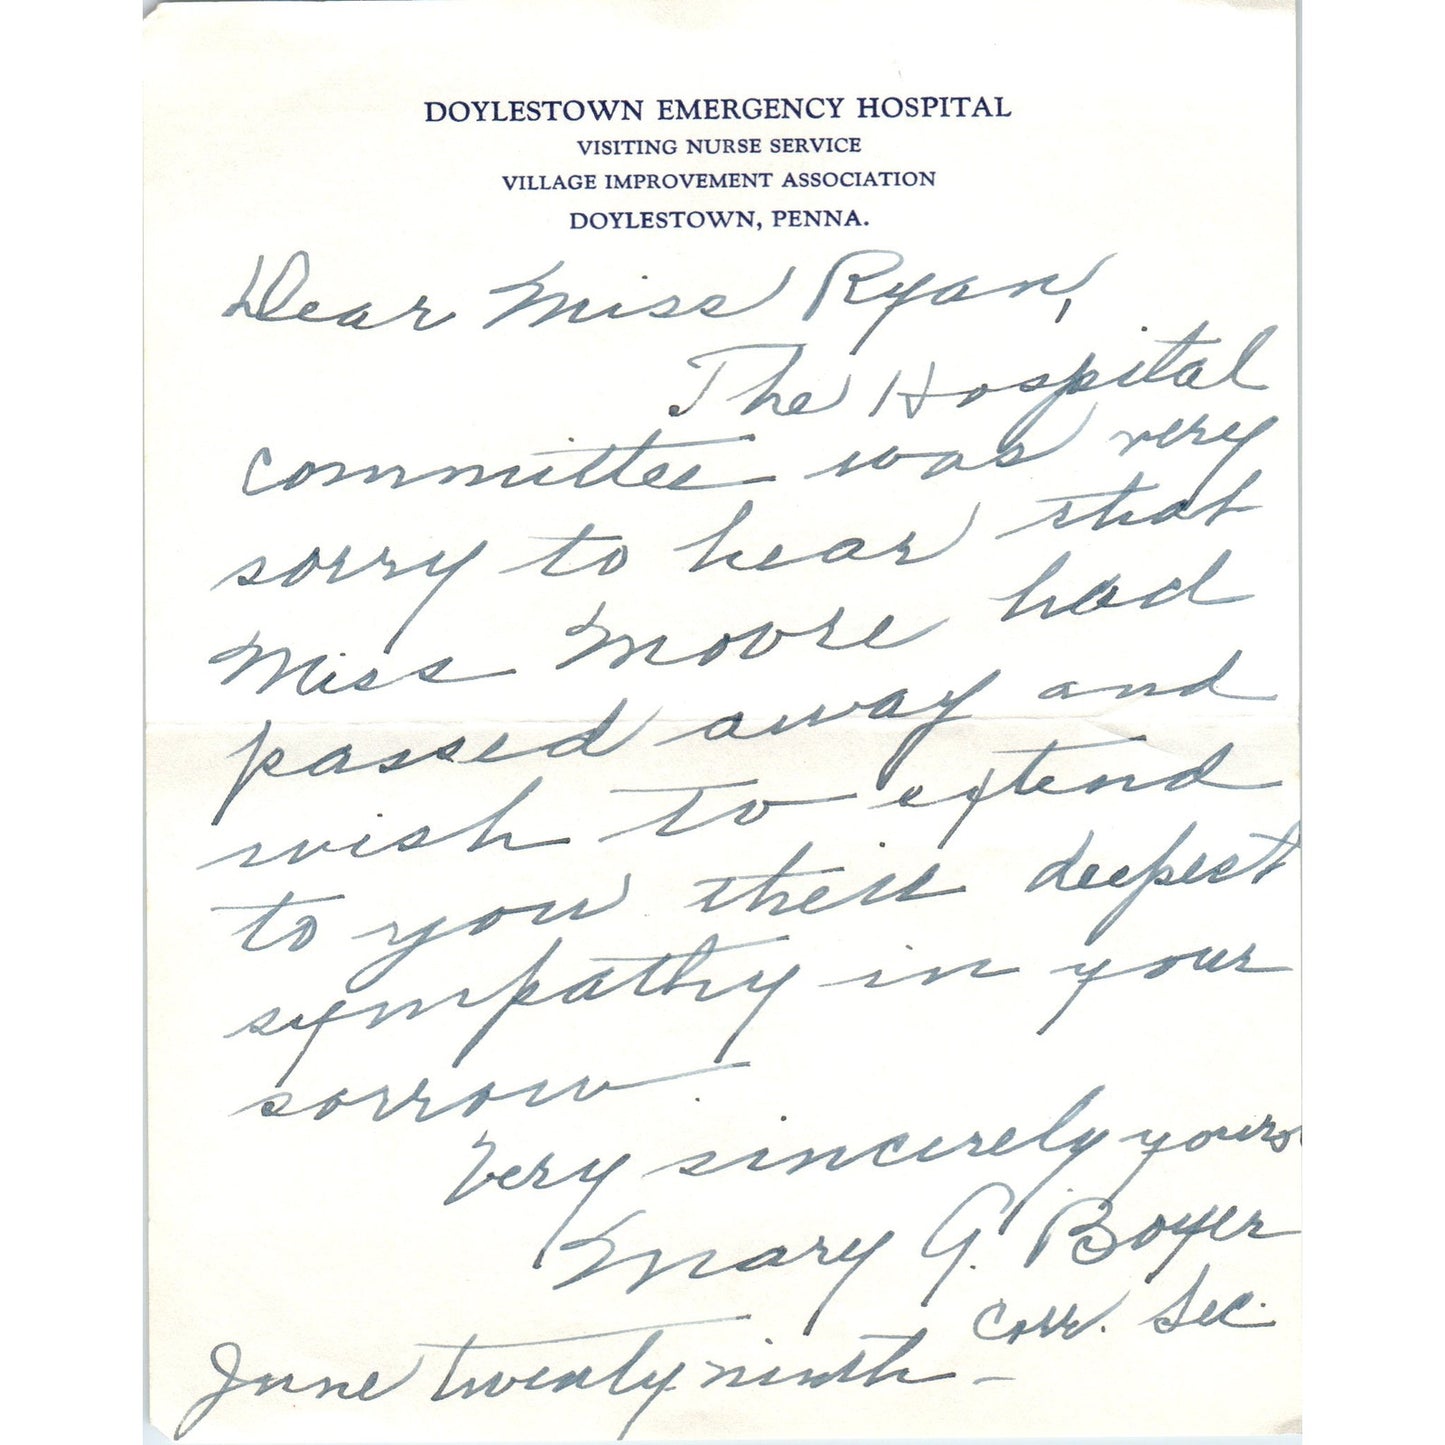 DOYLESTOWN EMERGENCY HOSPITAL
VISITING NURSE SERVICE
VILLAGE IMPROVEMENT ASSOCIATION
DOYLESTOWN, PENNA.
Dear Miss Ryan,
The Hospital
committee was very
sorry to hear that
Miss Moore had
passed away and
wish to extend
to you their deepest
sympathy in your
sorrow.
Very sincerely yours
Mary G. Boyer
Corr. Sec.
June twenty ninth -